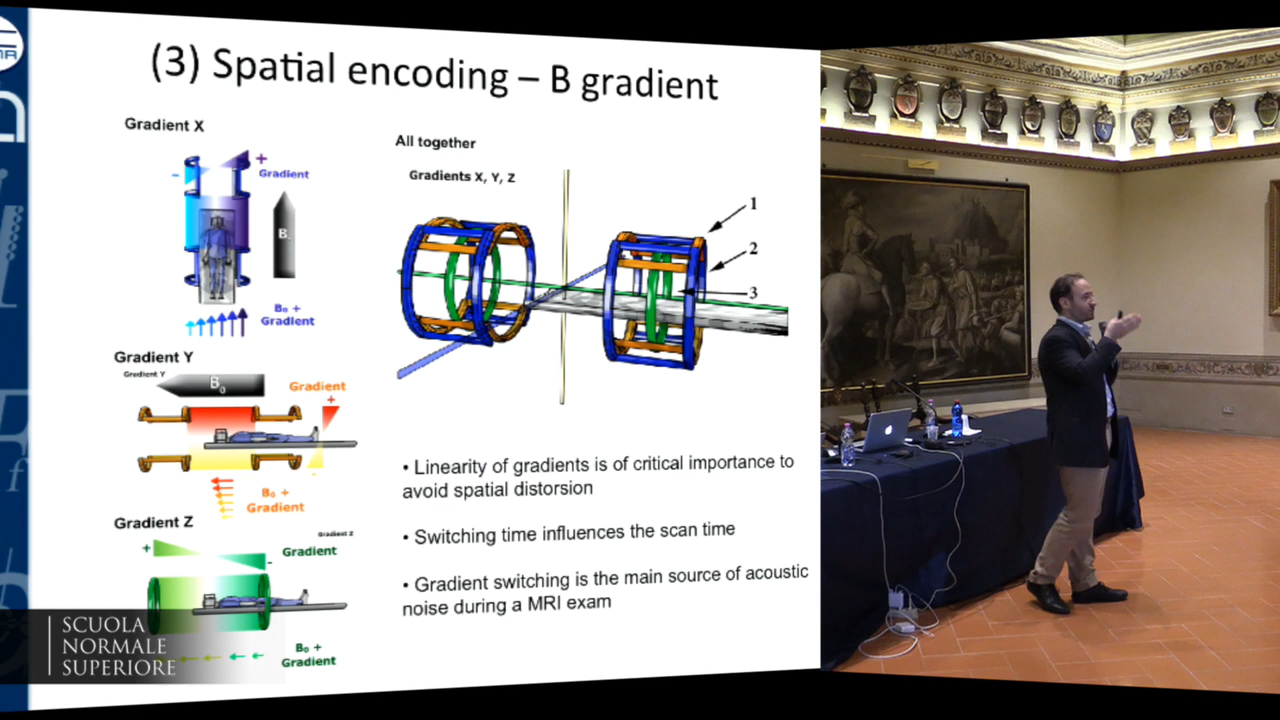 (3) Spatial encoding – B gradient
Gradient X
+
-
Gradient
B
B₀ +
Gradient
Gradient Y
Gradient Y
B₀
Gradient
+
-
B₀ +
Gradient
Gradient Z
Gradient Z
+
-
Gradient
B₀ +
Gradient
All together
Gradients X, Y, Z
1
2
3
• Linearity of gradients is of critical importance to
avoid spatial distorsion
• Switching time influences the scan time
• Gradient switching is the main source of acoustic
noise during a MRI exam
SCUOLA
NORMALE
SUPERIORE